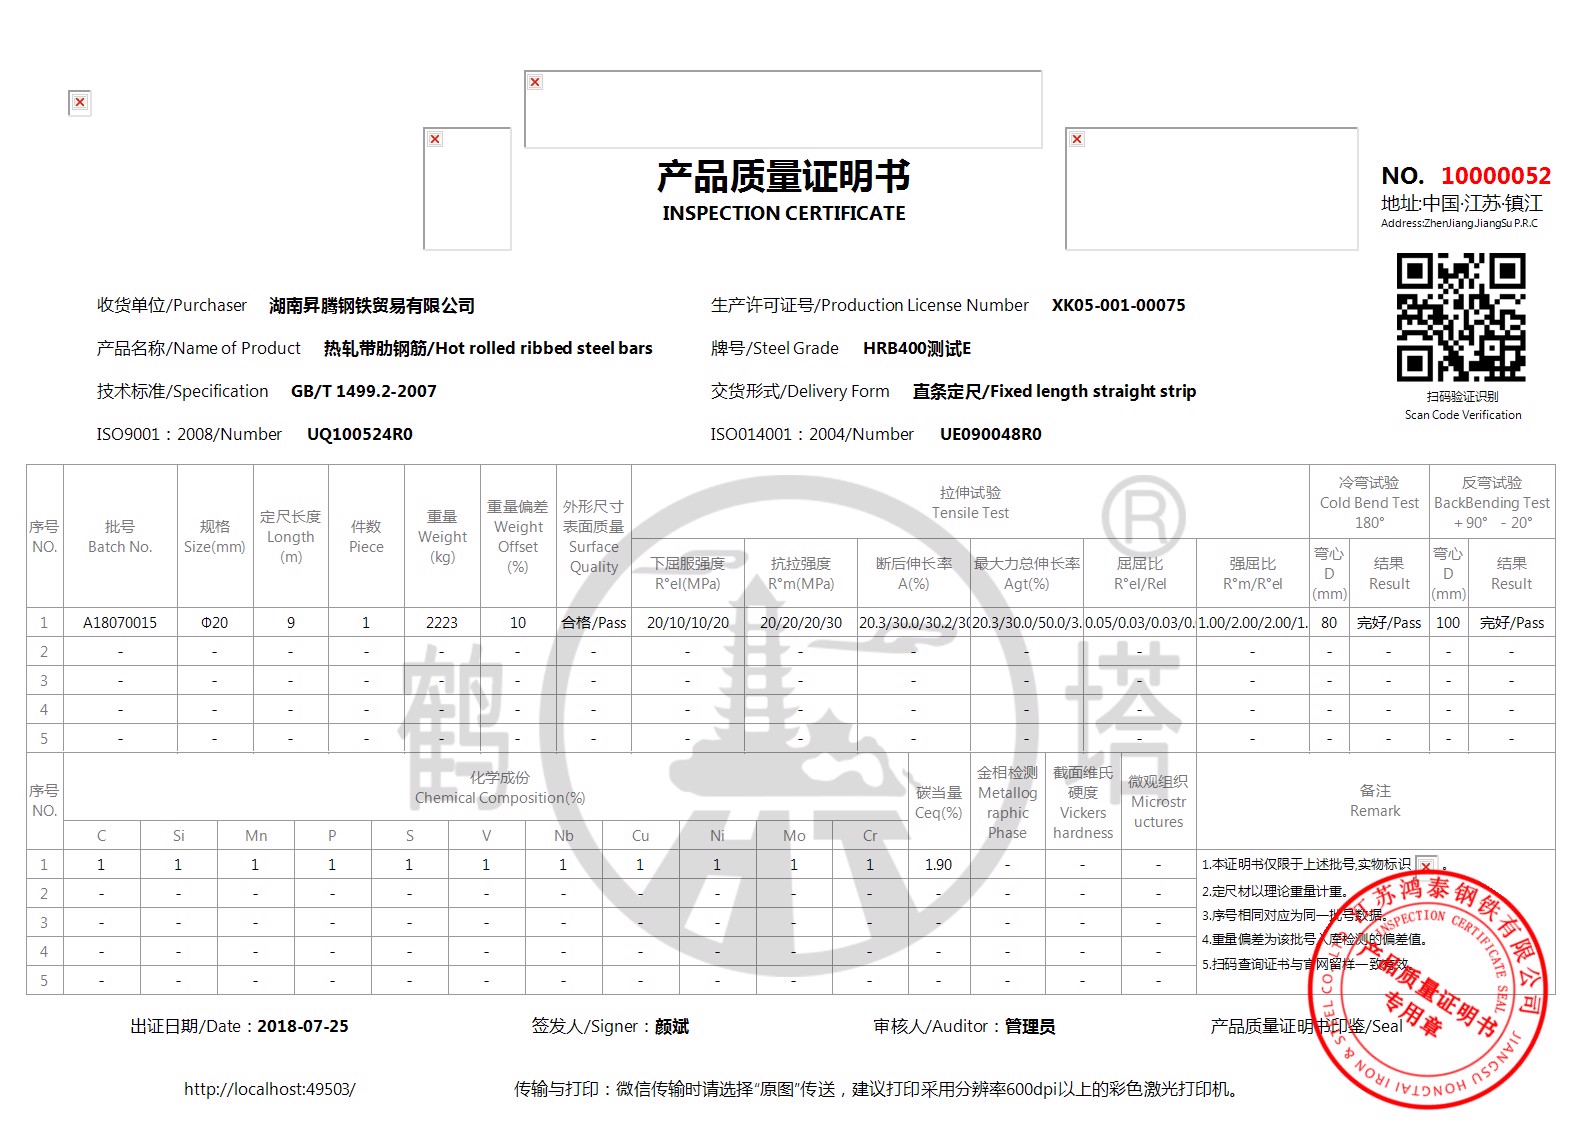 产品质量证明书
INSPECTION CERTIFICATE
NO. 10000052
地址:中国·江苏·镇江
Address:ZhenJiang JiangSu P.R.C
扫码验证识别
Scan Code Verification
收货单位/Purchaser 湖南昇腾钢铁贸易有限公司 生产许可证号/Production License Number XK05-001-00075
产品名称/Name of Product 热轧带肋钢筋/Hot rolled ribbed steel bars 牌号/Steel Grade HRB400测试E
技术标准/Specification GB/T 1499.2-2007 交货形式/Delivery Form 直条定尺/Fixed length straight strip
ISO9001：2008/Number UQ100524R0 ISO014001：2004/Number UE090048R0
序号
NO.
批号
Batch No.
规格
Size(mm)
定尺长度
Length
(m)
件数
Piece
重量
Weight
(kg)
重量偏差
Weight
Offset
(%)
外形尺寸
表面质量
Surface
Quality
拉伸试验
Tensile Test
下屈服强度
R°el(MPa)
抗拉强度
R°m(MPa)
断后伸长率
A(%)
最大力总伸长率
Agt(%)
屈屈比
R°el/Rel
强屈比
R°m/R°el
冷弯试验
Cold Bend Test
180°
弯心
D
(mm)
结果
Result
反弯试验
BackBending Test
+ 90° - 20°
弯心
D
(mm)
结果
Result
1 A18070015 Φ20 9 1 2223 10 合格/Pass 20/10/10/20 20/20/20/30 20.3/30.0/30.2/30 20.3/30.0/50.0/3. 0.05/0.03/0.03/0. 1.00/2.00/2.00/1. 80 完好/Pass 100 完好/Pass
2 - - - - - - - - - - - - - - - - -
3 - - - - - - - - - - - - - - - - -
4 - - - - - - - - - - - - - - - - -
5 - - - - - - - - - - - - - - - - -
鹤塔
®
序号
NO.
化学成份
Chemical Composition(%)
C Si Mn P S V Nb Cu Ni Mo Cr
碳当量
Ceq(%)
金相检测
Metallog
raphic
Phase
截面维氏
硬度
Vickers
hardness
微观组织
Microstr
uctures
备注
Remark
1 1 1 1 1 1 1 1 1 1 1 1 1.90 - - -
2 - - - - - - - - - - - - - - -
3 - - - - - - - - - - - - - - -
4 - - - - - - - - - - - - - - -
5 - - - - - - - - - - - - - - -
1.本证明书仅限于上述批号,实物标识 。
2.定尺材以理论重量计重。
3.序号相同对应为同一批号数据。
4.重量偏差为该批号入库检测的偏差值。
5.扫码查询证书与官网留样一致有效
江苏鸿泰钢铁有限公司
JIANGSU HONGTAI IRON & STEEL CO.,LTD
INSPECTION CERTIFICATE SEAL
产品质量证明书
专用章
出证日期/Date：2018-07-25 签发人/Signer：颜斌 审核人/Auditor：管理员 产品质量证明书印鉴/Seal
http://localhost:49503/ 传输与打印：微信传输时请选择“原图”传送，建议打印采用分辨率600dpi以上的彩色激光打印机。